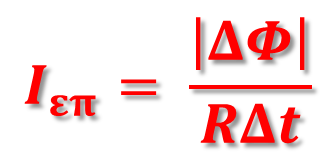 I_επ = |ΔΦ| / RΔt